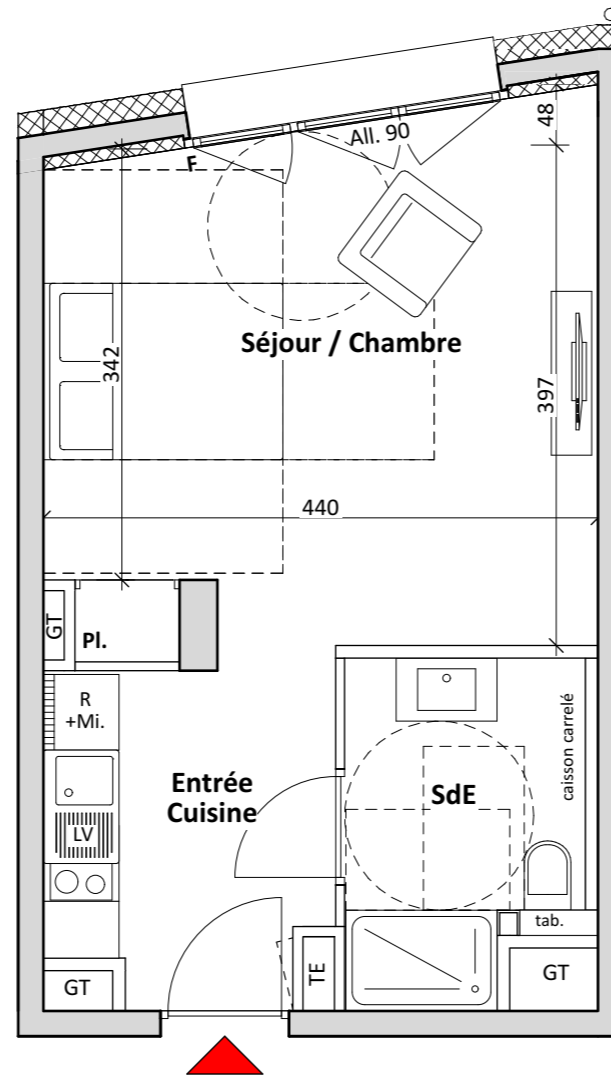 All. 90
48
F
Séjour / Chambre
342
397
440
GT
Pl.
R
+Mi.
caisson carrelé
Entrée
Cuisine
SdE
LV
tab.
GT
TE
GT